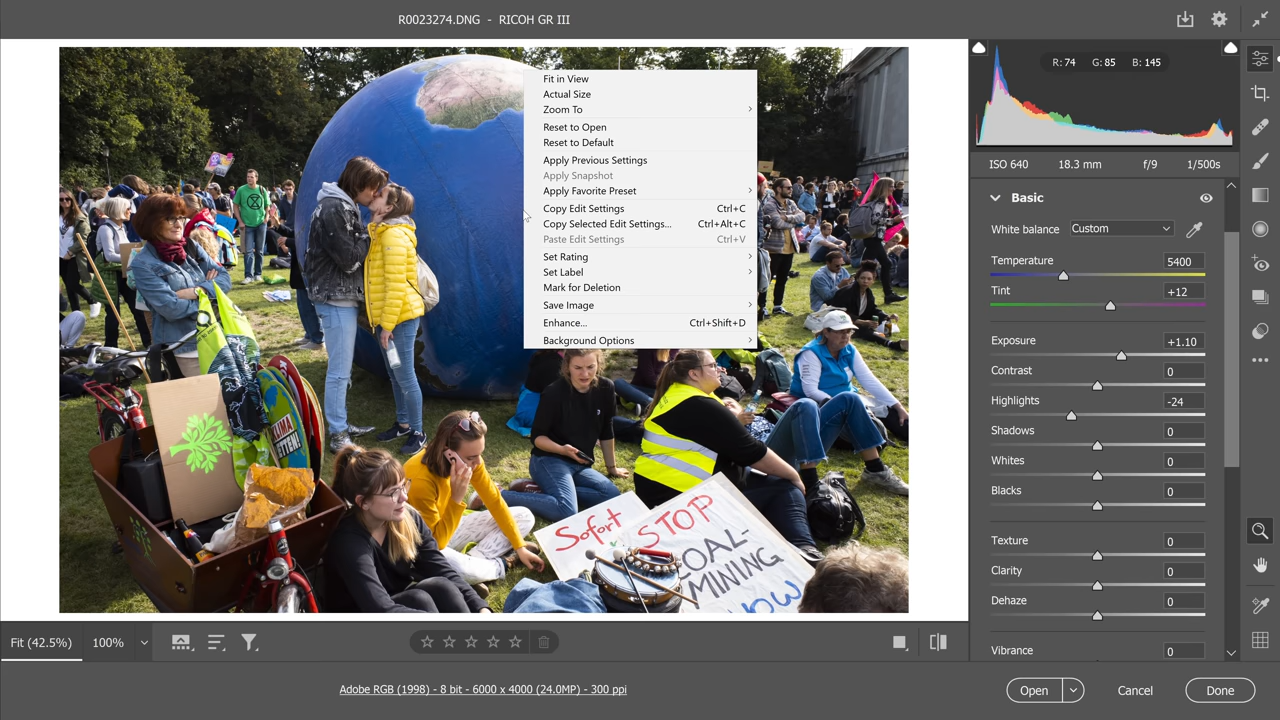 R0023274.DNG - RICOH GR III
R: 74 G: 85 B: 145
ISO 640 18.3 mm f/9 1/500s
Fit in View
Actual Size
Zoom To
Reset to Open
Reset to Default
Apply Previous Settings
Apply Snapshot
Apply Favorite Preset
Copy Edit Settings Ctrl+C
Copy Selected Edit Settings... Ctrl+Alt+C
Paste Edit Settings Ctrl+V
Set Rating
Set Label
Mark for Deletion
Save Image
Enhance... Ctrl+Shift+D
Background Options
Basic
White balance Custom
Temperature 5400
Tint +12
Exposure +1.10
Contrast 0
Highlights -24
Shadows 0
Whites 0
Blacks 0
Texture 0
Clarity 0
Dehaze 0
Vibrance 0
KLIMA
RETTEN!
Sofort
STOP
COAL-
MINING
NOW
Fit (42.5%) 100%
Adobe RGB (1998) - 8 bit - 6000 x 4000 (24.0MP) - 300 ppi
Open Cancel Done